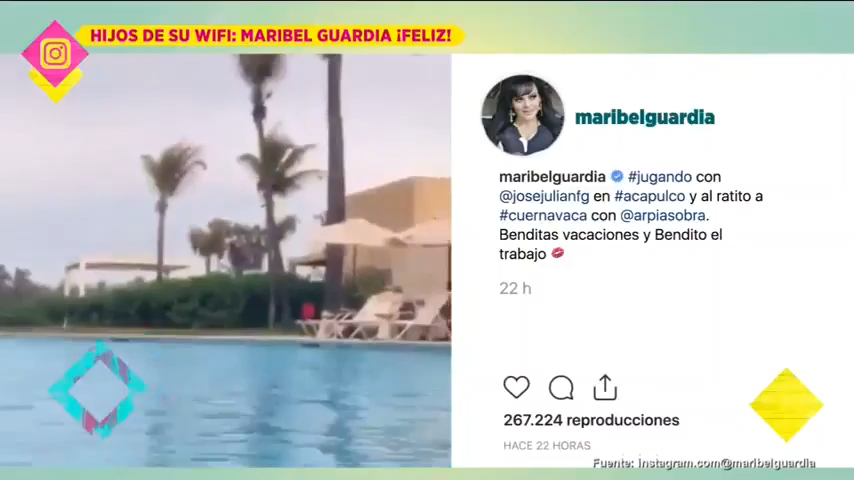 HIJOS DE SU WIFI: MARIBEL GUARDIA ¡FELIZ!
maribelguardia
maribelguardia #jugando con
@josejulianfg en #acapulco y al ratito a
#cuernavaca con @arpiasobra.
Benditas vacaciones y Bendito el
trabajo 💋
22 h
267.224 reproducciones
HACE 22 HORAS
Fuente: Instagram.com@maribelguardia